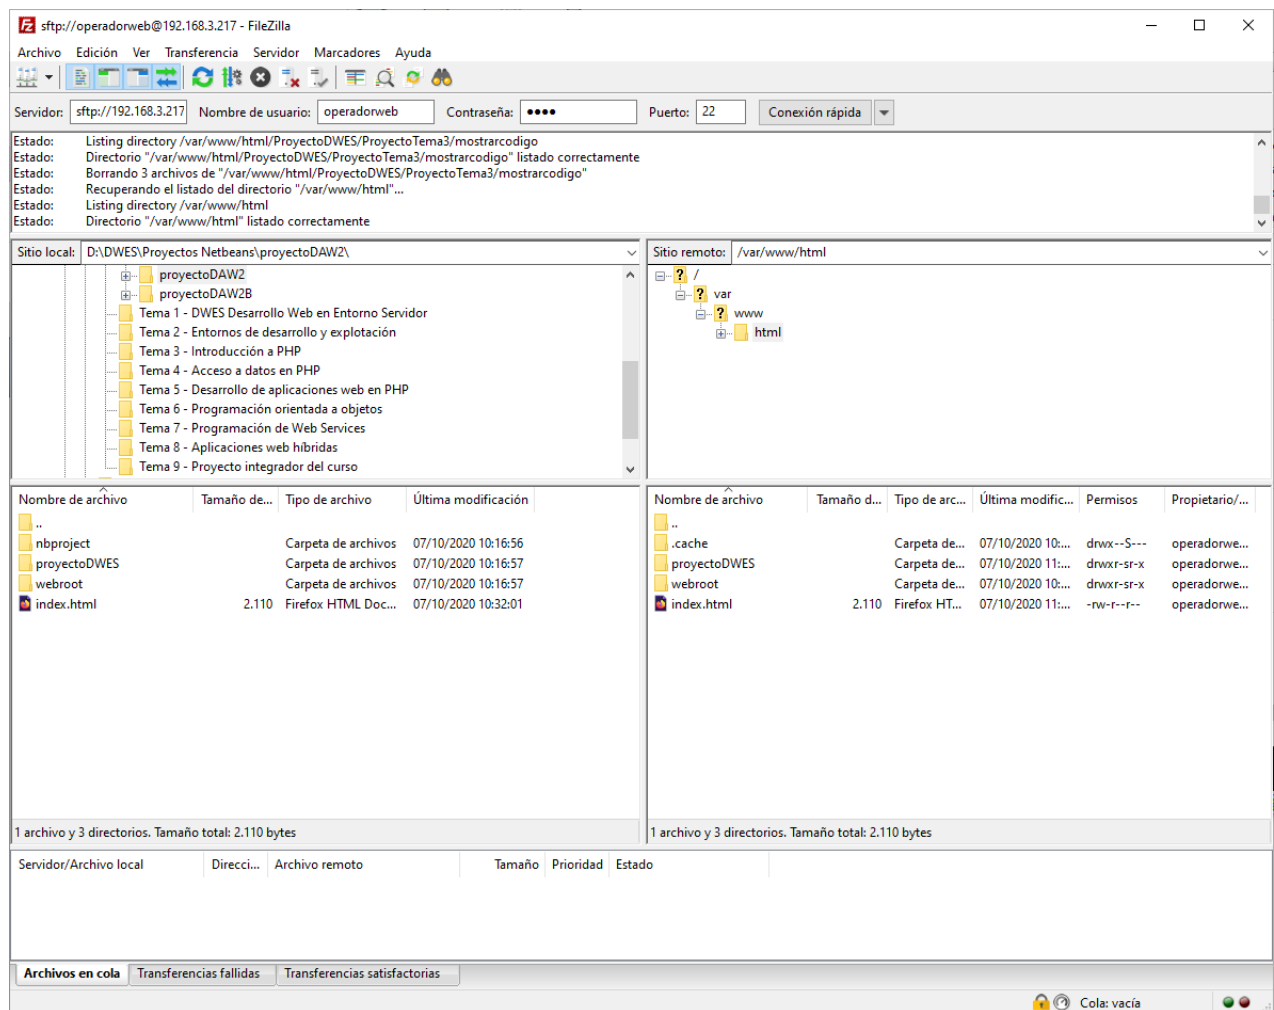 sftp://operadorweb@192.168.3.217 - FileZilla
Archivo Edición Ver Transferencia Servidor Marcadores Ayuda
Servidor: sftp://192.168.3.217 Nombre de usuario: operadorweb Contraseña: •••• Puerto: 22 Conexión rápida
Estado: Listing directory /var/www/html/ProyectoDWES/ProyectoTema3/mostrarcodigo
Estado: Directorio "/var/www/html/ProyectoDWES/ProyectoTema3/mostrarcodigo" listado correctamente
Estado: Borrando 3 archivos de "/var/www/html/ProyectoDWES/ProyectoTema3/mostrarcodigo"
Estado: Recuperando el listado del directorio "/var/www/html"...
Estado: Listing directory /var/www/html
Estado: Directorio "/var/www/html" listado correctamente
Sitio local: D:\DWES\Proyectos Netbeans\proyectoDAW2\
proyectoDAW2
proyectoDAW2B
Tema 1 - DWES Desarrollo Web en Entorno Servidor
Tema 2 - Entornos de desarrollo y explotación
Tema 3 - Introducción a PHP
Tema 4 - Acceso a datos en PHP
Tema 5 - Desarrollo de aplicaciones web en PHP
Tema 6 - Programación orientada a objetos
Tema 7 - Programación de Web Services
Tema 8 - Aplicaciones web híbridas
Tema 9 - Proyecto integrador del curso
Sitio remoto: /var/www/html
/
var
www
html
Nombre de archivo Tamaño de... Tipo de archivo Última modificación
..
nbproject Carpeta de archivos 07/10/2020 10:16:56
proyectoDWES Carpeta de archivos 07/10/2020 10:16:57
webroot Carpeta de archivos 07/10/2020 10:16:57
index.html 2.110 Firefox HTML Doc... 07/10/2020 10:32:01
1 archivo y 3 directorios. Tamaño total: 2.110 bytes
Nombre de archivo Tamaño d... Tipo de arc... Última modific... Permisos Propietario/...
..
.cache Carpeta de... 07/10/2020 10:... drwx--S--- operadorwe...
proyectoDWES Carpeta de... 07/10/2020 11:... drwxr-sr-x operadorwe...
webroot Carpeta de... 07/10/2020 10:... drwxr-sr-x operadorwe...
index.html 2.110 Firefox HT... 07/10/2020 11:... -rw-r--r-- operadorwe...
1 archivo y 3 directorios. Tamaño total: 2.110 bytes
Servidor/Archivo local Direcci... Archivo remoto Tamaño Prioridad Estado
Archivos en cola Transferencias fallidas Transferencias satisfactorias
Cola: vacía